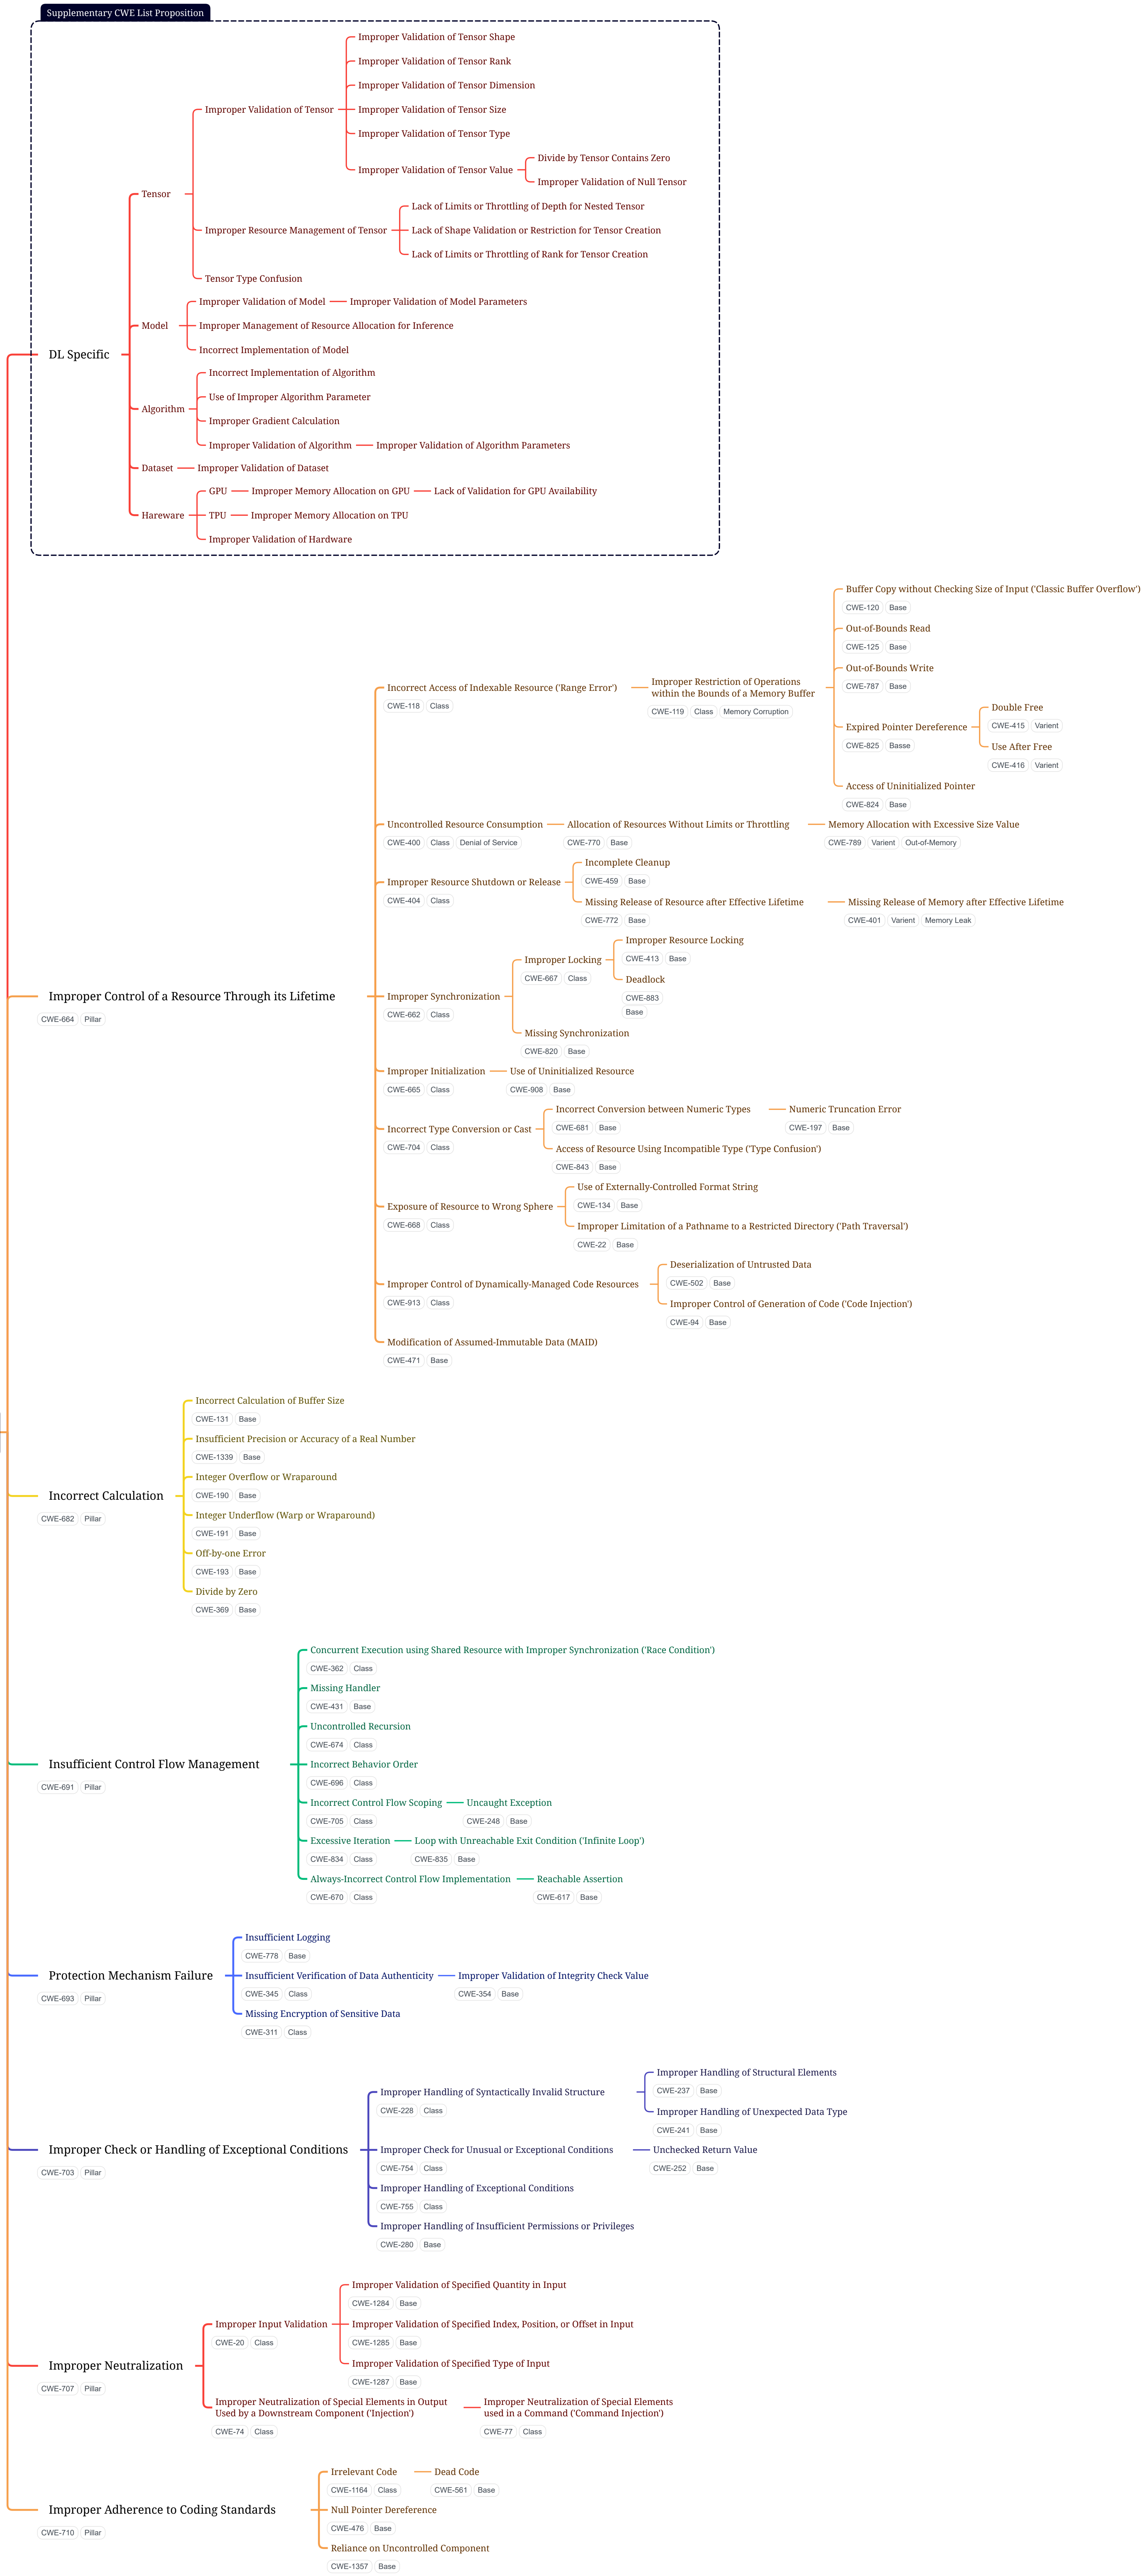 Supplementary CWE List Proposition
DL Specific
Tensor
Improper Validation of Tensor
Improper Validation of Tensor Shape
Improper Validation of Tensor Rank
Improper Validation of Tensor Dimension
Improper Validation of Tensor Size
Improper Validation of Tensor Type
Improper Validation of Tensor Value
Divide by Tensor Contains Zero
Improper Validation of Null Tensor
Improper Resource Management of Tensor
Lack of Limits or Throttling of Depth for Nested Tensor
Lack of Shape Validation or Restriction for Tensor Creation
Lack of Limits or Throttling of Rank for Tensor Creation
Tensor Type Confusion
Model
Improper Validation of Model
Improper Validation of Model Parameters
Improper Management of Resource Allocation for Inference
Incorrect Implementation of Model
Algorithm
Incorrect Implementation of Algorithm
Use of Improper Algorithm Parameter
Improper Gradient Calculation
Improper Validation of Algorithm
Improper Validation of Algorithm Parameters
Dataset
Improper Validation of Dataset
Hareware
GPU
Improper Memory Allocation on GPU
Lack of Validation for GPU Availability
TPU
Improper Memory Allocation on TPU
Improper Validation of Hardware
Improper Control of a Resource Through its Lifetime
CWE-664 Pillar
Incorrect Access of Indexable Resource ('Range Error')
CWE-118 Class
Improper Restriction of Operations
within the Bounds of a Memory Buffer
CWE-119 Class Memory Corruption
Buffer Copy without Checking Size of Input ('Classic Buffer Overflow')
CWE-120 Base
Out-of-Bounds Read
CWE-125 Base
Out-of-Bounds Write
CWE-787 Base
Expired Pointer Dereference
CWE-825 Basse
Double Free
CWE-415 Varient
Use After Free
CWE-416 Varient
Access of Uninitialized Pointer
CWE-824 Base
Uncontrolled Resource Consumption
CWE-400 Class Denial of Service
Allocation of Resources Without Limits or Throttling
CWE-770 Base
Memory Allocation with Excessive Size Value
CWE-789 Varient Out-of-Memory
Improper Resource Shutdown or Release
CWE-404 Class
Incomplete Cleanup
CWE-459 Base
Missing Release of Resource after Effective Lifetime
CWE-772 Base
Missing Release of Memory after Effective Lifetime
CWE-401 Varient Memory Leak
Improper Synchronization
CWE-662 Class
Improper Locking
CWE-667 Class
Improper Resource Locking
CWE-413 Base
Deadlock
CWE-883
Base
Missing Synchronization
CWE-820 Base
Improper Initialization
CWE-665 Class
Use of Uninitialized Resource
CWE-908 Base
Incorrect Type Conversion or Cast
CWE-704 Class
Incorrect Conversion between Numeric Types
CWE-681 Base
Numeric Truncation Error
CWE-197 Base
Access of Resource Using Incompatible Type ('Type Confusion')
CWE-843 Base
Exposure of Resource to Wrong Sphere
CWE-668 Class
Use of Externally-Controlled Format String
CWE-134 Base
Improper Limitation of a Pathname to a Restricted Directory ('Path Traversal')
CWE-22 Base
Improper Control of Dynamically-Managed Code Resources
CWE-913 Class
Deserialization of Untrusted Data
CWE-502 Base
Improper Control of Generation of Code ('Code Injection')
CWE-94 Base
Modification of Assumed-Immutable Data (MAID)
CWE-471 Base
Incorrect Calculation
CWE-682 Pillar
Incorrect Calculation of Buffer Size
CWE-131 Base
Insufficient Precision or Accuracy of a Real Number
CWE-1339 Base
Integer Overflow or Wraparound
CWE-190 Base
Integer Underflow (Warp or Wraparound)
CWE-191 Base
Off-by-one Error
CWE-193 Base
Divide by Zero
CWE-369 Base
Insufficient Control Flow Management
CWE-691 Pillar
Concurrent Execution using Shared Resource with Improper Synchronization ('Race Condition')
CWE-362 Class
Missing Handler
CWE-431 Base
Uncontrolled Recursion
CWE-674 Class
Incorrect Behavior Order
CWE-696 Class
Incorrect Control Flow Scoping
CWE-705 Class
Uncaught Exception
CWE-248 Base
Excessive Iteration
CWE-834 Class
Loop with Unreachable Exit Condition ('Infinite Loop')
CWE-835 Base
Always-Incorrect Control Flow Implementation
CWE-670 Class
Reachable Assertion
CWE-617 Base
Protection Mechanism Failure
CWE-693 Pillar
Insufficient Logging
CWE-778 Base
Insufficient Verification of Data Authenticity
CWE-345 Class
Improper Validation of Integrity Check Value
CWE-354 Base
Missing Encryption of Sensitive Data
CWE-311 Class
Improper Check or Handling of Exceptional Conditions
CWE-703 Pillar
Improper Handling of Syntactically Invalid Structure
CWE-228 Class
Improper Handling of Structural Elements
CWE-237 Base
Improper Handling of Unexpected Data Type
CWE-241 Base
Improper Check for Unusual or Exceptional Conditions
CWE-754 Class
Unchecked Return Value
CWE-252 Base
Improper Handling of Exceptional Conditions
CWE-755 Class
Improper Handling of Insufficient Permissions or Privileges
CWE-280 Base
Improper Neutralization
CWE-707 Pillar
Improper Input Validation
CWE-20 Class
Improper Validation of Specified Quantity in Input
CWE-1284 Base
Improper Validation of Specified Index, Position, or Offset in Input
CWE-1285 Base
Improper Validation of Specified Type of Input
CWE-1287 Base
Improper Neutralization of Special Elements in Output
Used by a Downstream Component ('Injection')
CWE-74 Class
Improper Neutralization of Special Elements
used in a Command ('Command Injection')
CWE-77 Class
Improper Adherence to Coding Standards
CWE-710 Pillar
Irrelevant Code
CWE-1164 Class
Dead Code
CWE-561 Base
Null Pointer Dereference
CWE-476 Base
Reliance on Uncontrolled Component
CWE-1357 Base